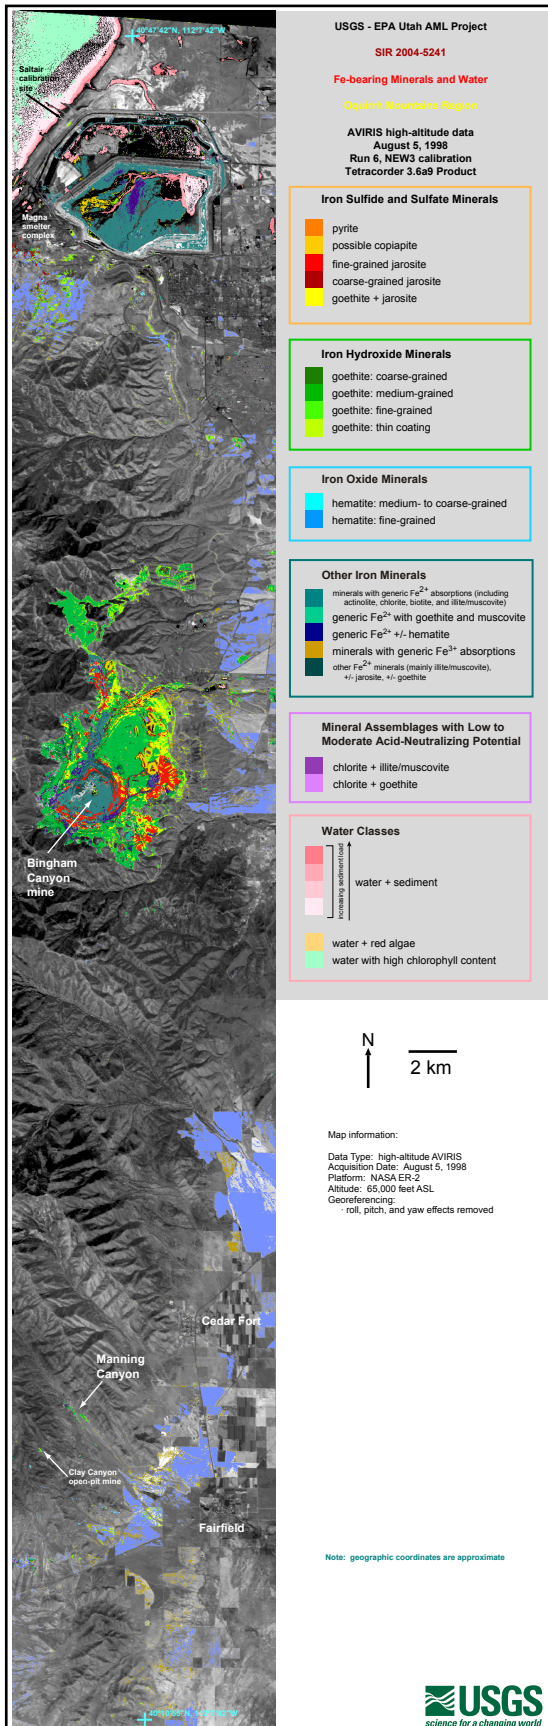 40°47'42"N, 112°7'42"W
Saltair
calibration
site
Magna
smelter
complex
Bingham
Canyon
mine
Cedar Fort
Manning
Canyon
Clay Canyon
open-pit mine
Fairfield
USGS - EPA Utah AML Project
SIR 2004-5241
Fe-bearing Minerals and Water
Oquirrh Mountains Region
AVIRIS high-altitude data
August 5, 1998
Run 6, NEW3 calibration
Tetracorder 3.6a9 Product
Iron Sulfide and Sulfate Minerals
pyrite
possible copiapite
fine-grained jarosite
coarse-grained jarosite
goethite + jarosite
Iron Hydroxide Minerals
goethite: coarse-grained
goethite: medium-grained
goethite: fine-grained
goethite: thin coating
Iron Oxide Minerals
hematite: medium- to coarse-grained
hematite: fine-grained
Other Iron Minerals
minerals with generic Fe2+ absorptions (including
actinolite, chlorite, biotite, and illite/muscovite)
generic Fe2+ with goethite and muscovite
generic Fe2+ +/- hematite
minerals with generic Fe3+ absorptions
other Fe2+ minerals (mainly illite/muscovite),
+/- jarosite, +/- goethite
Mineral Assemblages with Low to
Moderate Acid-Neutralizing Potential
chlorite + illite/muscovite
chlorite + goethite
Water Classes
increasing sediment load
water + sediment
water + red algae
water with high chlorophyll content
N
2 km
Map information:
Data Type: high-altitude AVIRIS
Acquisition Date: August 5, 1998
Platform: NASA ER-2
Altitude: 65,000 feet ASL
Georeferencing:
· roll, pitch, and yaw effects removed
Note: geographic coordinates are approximate
USGS
science for a changing world